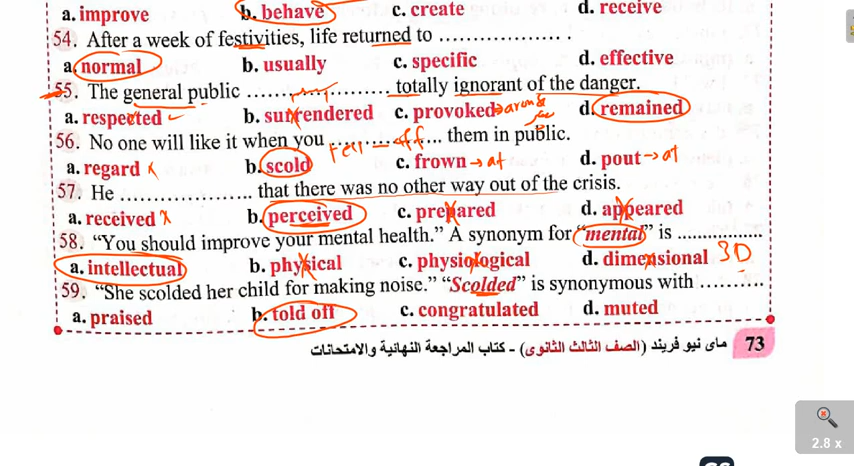 a. improve b. behave c. create d. receive
54. After a week of festivities, life returned to .................... .
a. normal b. usually c. specific d. effective
55. The general public .................... totally ignorant of the danger.
a. respected b. surrendered c. provoked d. remained
56. No one will like it when you .................... them in public.
tell off
a. regard b. scold c. frown → at d. pout → at
57. He .................... that there was no other way out of the crisis.
a. received b. perceived c. prepared d. appeared
58. “You should improve your mental health.” A synonym for “mental” is ..................
a. intellectual b. physical c. physiological d. dimensional 3D
59. “She scolded her child for making noise.” “Scolded” is synonymous with ..........
a. praised b. told off c. congratulated d. muted
73 ماى نيو فريند (الصف الثالث الثانوى) - كتاب المراجعة النهائية والامتحانات
2.8 x